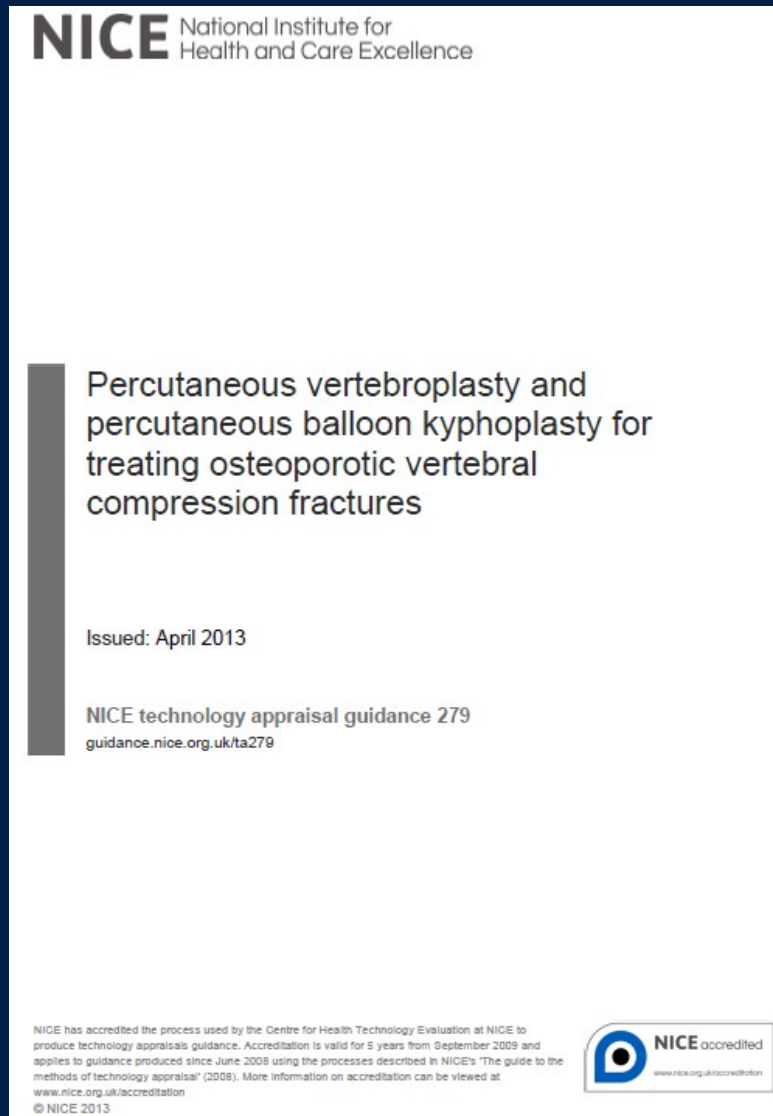 NICE National Institute for
Health and Care Excellence
Percutaneous vertebroplasty and
percutaneous balloon kyphoplasty for
treating osteoporotic vertebral
compression fractures
Issued: April 2013
NICE technology appraisal guidance 279
guidance.nice.org.uk/ta279
NICE has accredited the process used by the Centre for Health Technology Evaluation at NICE to
produce technology appraisals guidance. Accreditation is valid for 5 years from September 2009 and
applies to guidance produced since June 2008 using the processes described in NICE's 'The guide to the
methods of technology appraisal' (2008). More information on accreditation can be viewed at
www.nice.org.uk/accreditation
© NICE 2013
NICE accredited
www.nice.org.uk/accreditation